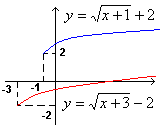 y = √(x+1) + 2
2
-3
-1
-2
y = √(x+3) − 2